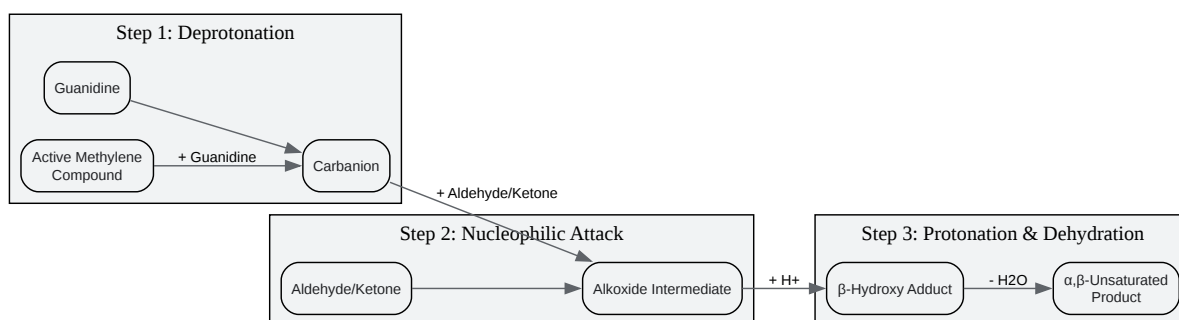 Step 1: Deprotonation
Guanidine
Active Methylene
Compound
+ Guanidine
Carbanion
+ Aldehyde/Ketone
Step 2: Nucleophilic Attack
Aldehyde/Ketone
Alkoxide Intermediate
+ H+
Step 3: Protonation & Dehydration
β-Hydroxy Adduct
- H2O
α,β-Unsaturated
Product